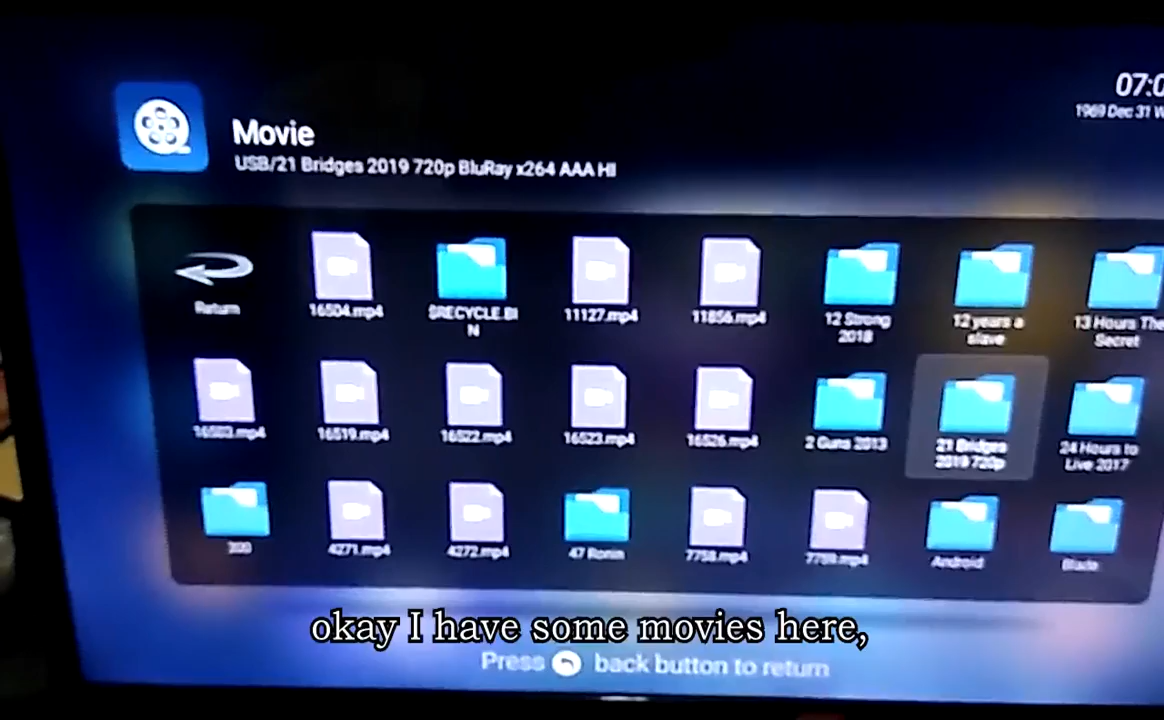 07:0
1969 Dec 31 W
Movie
USB/21 Bridges 2019 720p BluRay x264 AAA HI
Return
16504.mp4
$RECYCLE.BI
N
11127.mp4
11856.mp4
12 Strong
2018
12 years a
slave
13 Hours The
Secret
16503.mp4
16519.mp4
16522.mp4
16523.mp4
16526.mp4
2 Guns 2013
21 Bridges
2019 720p
24 Hours to
Live 2017
300
4271.mp4
4272.mp4
47 Ronin
7758.mp4
7759.mp4
Android
Blade
okay I have some movies here,
Press back button to return